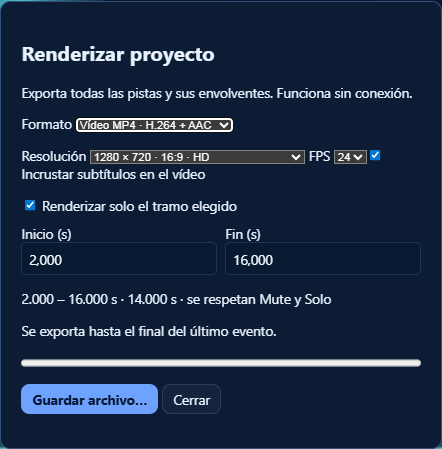 Renderizar proyecto
Exporta todas las pistas y sus envolventes. Funciona sin conexión.
Formato Vídeo MP4 · H.264 + AAC
Resolución 1280 × 720 · 16:9 · HD FPS 24
Incrustar subtítulos en el vídeo
Renderizar solo el tramo elegido
Inicio (s) Fin (s)
2,000 16,000
2.000 – 16.000 s · 14.000 s · se respetan Mute y Solo
Se exporta hasta el final del último evento.
Guardar archivo... Cerrar